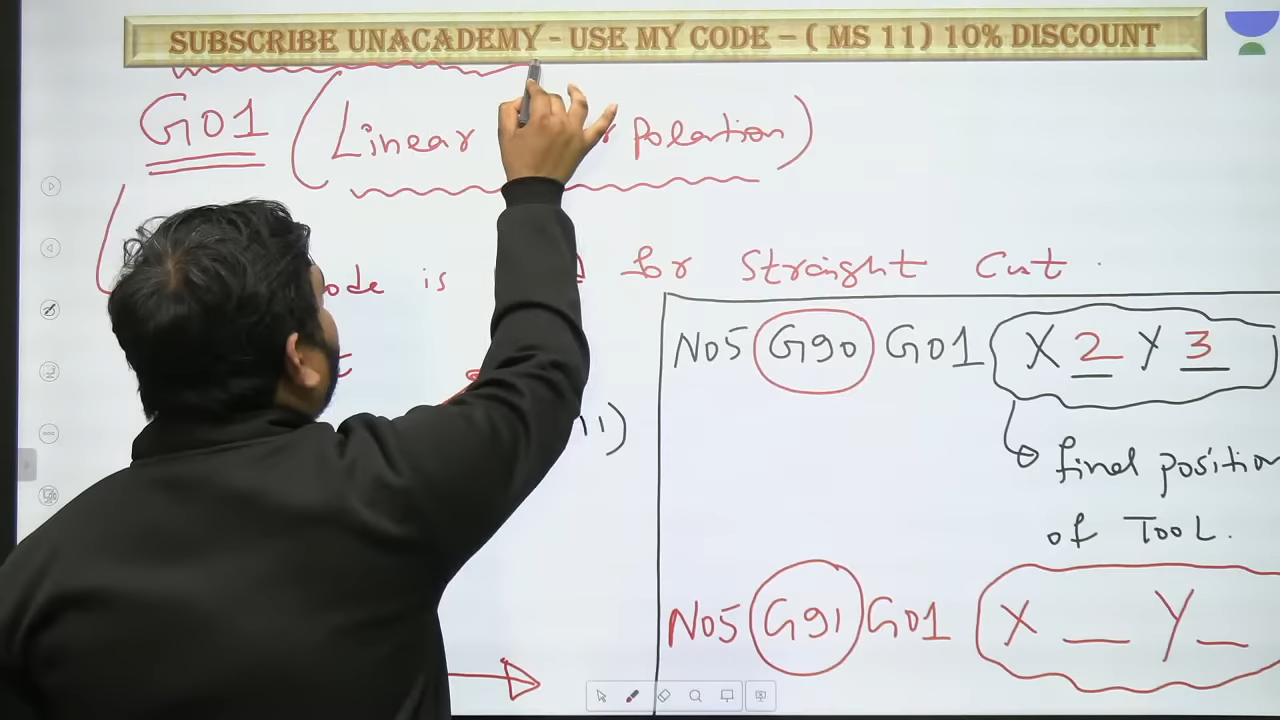 SUBSCRIBE UNACADEMY - USE MY CODE – ( MS 11) 10% DISCOUNT
G01 (Linear polation)
ode is for Straight Cut.
N05 G90 G01 X 2 Y 3
final position
of TooL.
N05 G91 G01 X __ Y __